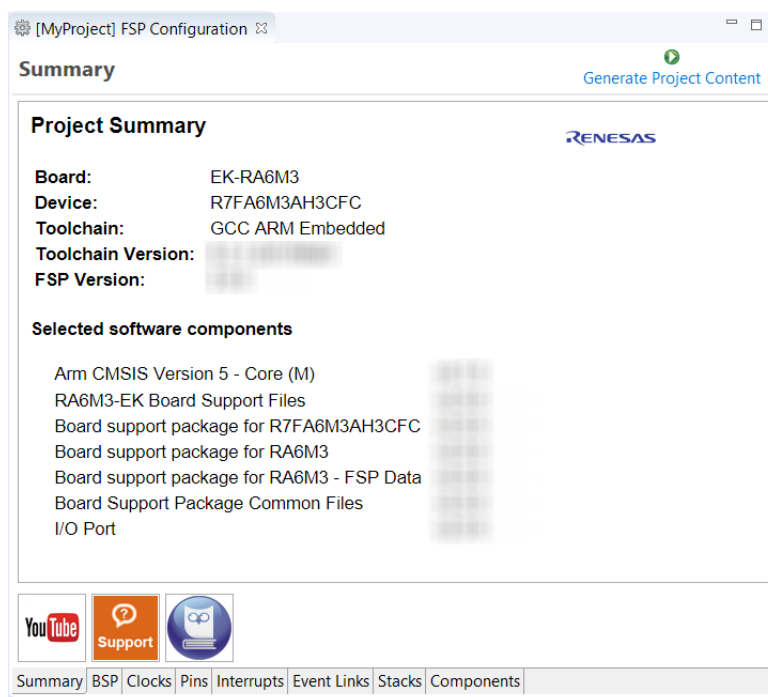 [MyProject] FSP Configuration
Summary
Generate Project Content
Project Summary
RENESAS
Board: EK-RA6M3
Device: R7FA6M3AH3CFC
Toolchain: GCC ARM Embedded
Toolchain Version:
FSP Version:
Selected software components
Arm CMSIS Version 5 - Core (M)
RA6M3-EK Board Support Files
Board support package for R7FA6M3AH3CFC
Board support package for RA6M3
Board support package for RA6M3 - FSP Data
Board Support Package Common Files
I/O Port
YouTube
Support
Summary BSP Clocks Pins Interrupts Event Links Stacks Components